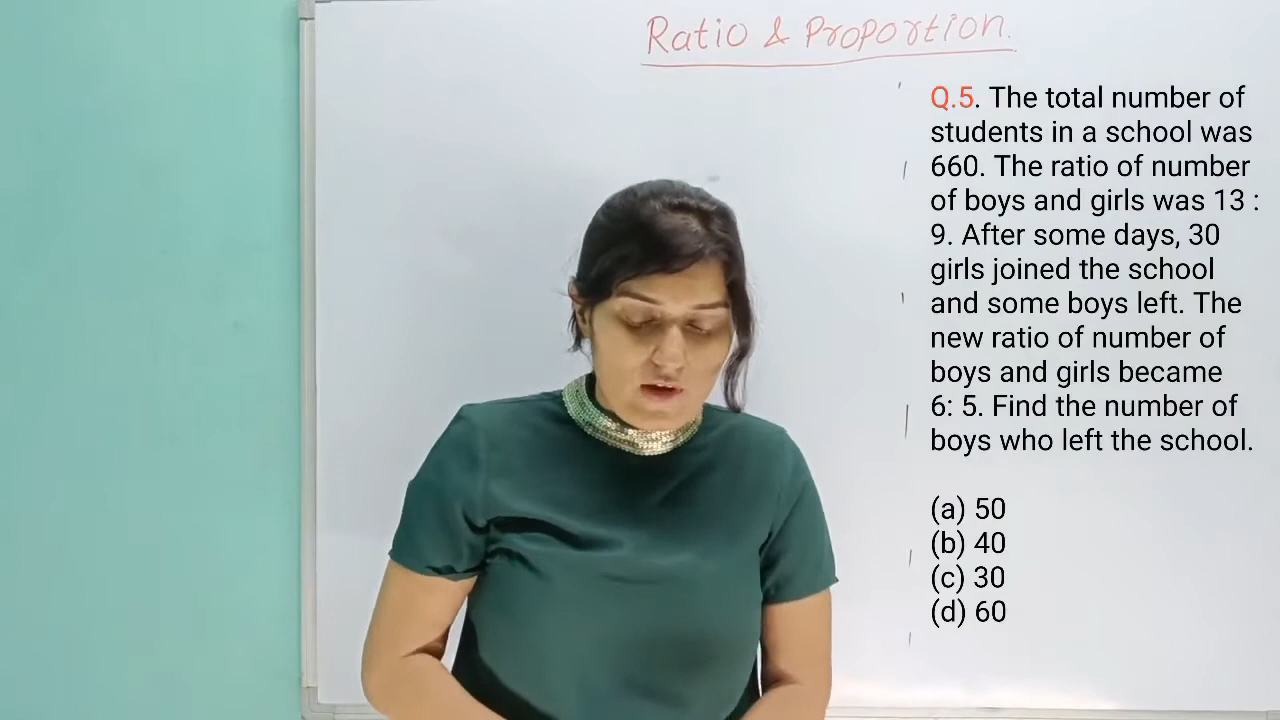 Ratio & Proportion.
Q.5. The total number of
students in a school was
660. The ratio of number
of boys and girls was 13 :
9. After some days, 30
girls joined the school
and some boys left. The
new ratio of number of
boys and girls became
6: 5. Find the number of
boys who left the school.
(a) 50
(b) 40
(c) 30
(d) 60